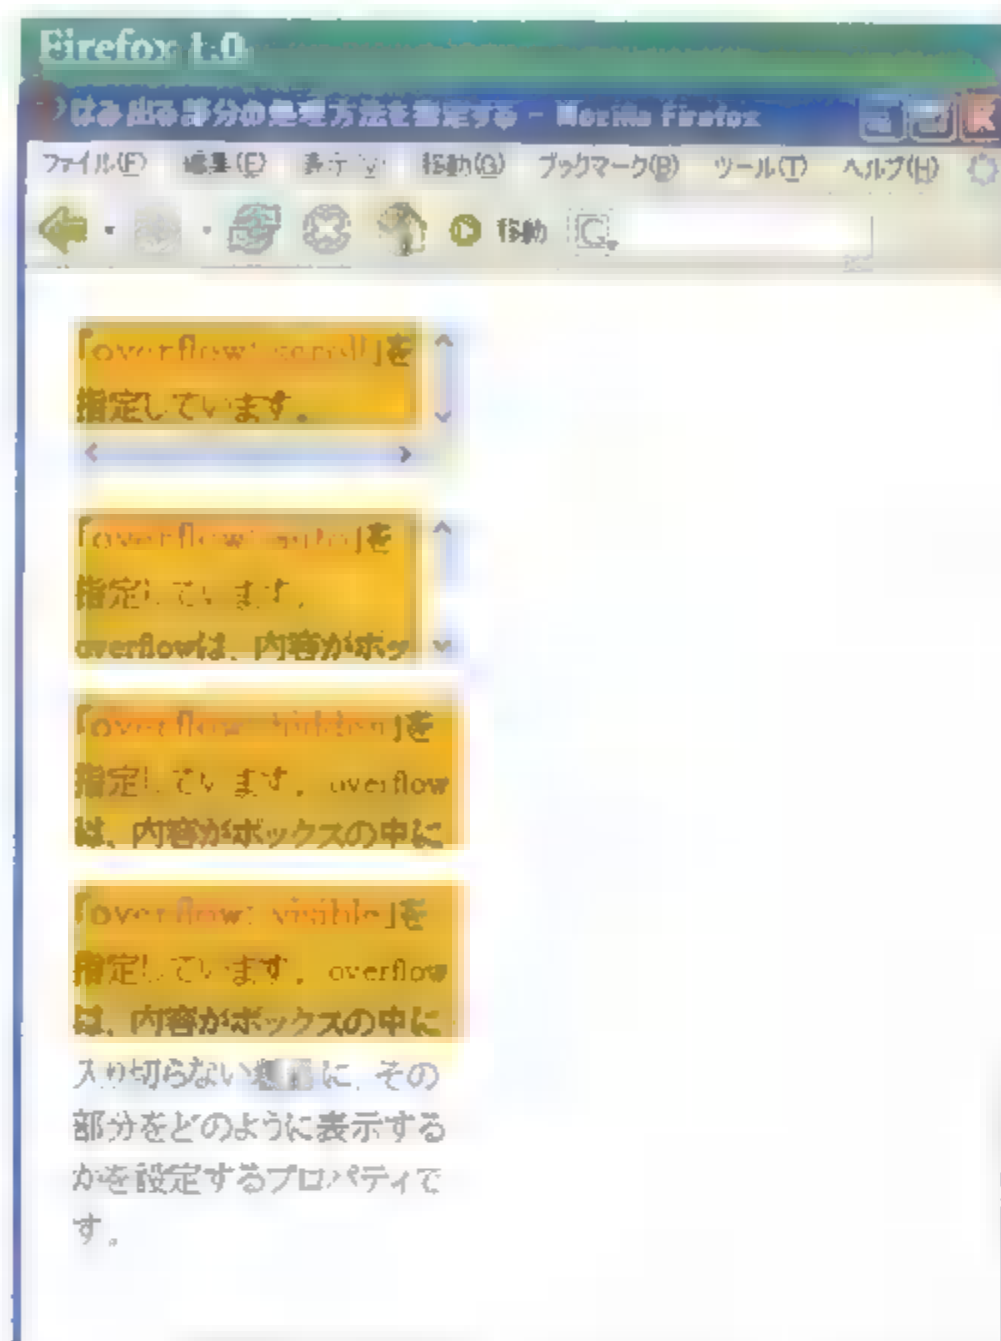 Firefox 1.0
はみ出る部分の処理方法を指定する - Mozilla Firefox
ファイル(F) 編集(E) 表示(V) 移動(G) ブックマーク(B) ツール(T) ヘルプ(H)
移動 G
「overflow: scroll」を
指定しています。
「overflow: auto」を
指定しています。
overflowは、内容がボッ
「overflow: hidden」を
指定しています。overflow
は、内容がボックスの中に
「overflow: visible」を
指定しています。overflow
は、内容がボックスの中に
入り切らない に、その
部分をどのように表示する
かを設定するプロパティで
す。